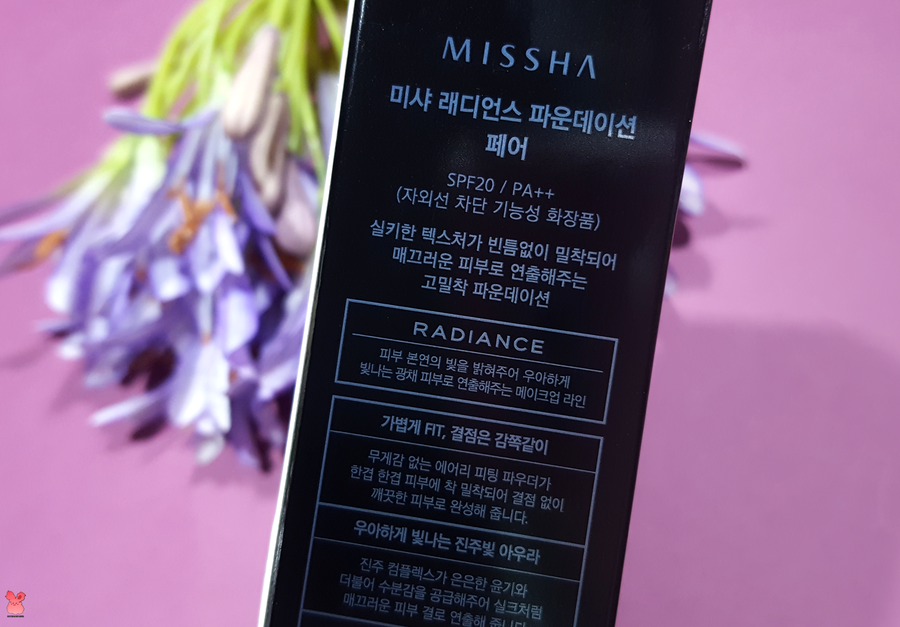 MISSHA
미샤 래디언스 파운데이션
페어
SPF20 / PA++
(자외선 차단 기능성 화장품)
실키한 텍스처가 빈틈없이 밀착되어
매끄러운 피부로 연출해주는
고밀착 파운데이션
RADIANCE
피부 본연의 빛을 밝혀주어 우아하게
빛나는 광채 피부로 연출해주는 메이크업 라인
가볍게 FIT, 결점은 감쪽같이
무게감 없는 에어리 피팅 파우더가
한겹 한겹 피부에 착 밀착되어 결점 없이
깨끗한 피부로 완성해 줍니다.
우아하게 빛나는 진주빛 아우라
진주 컴플렉스가 은은한 윤기와
더불어 수분감을 공급해주어 실크처럼
매끄러운 피부 결로 연출해 줍니다.